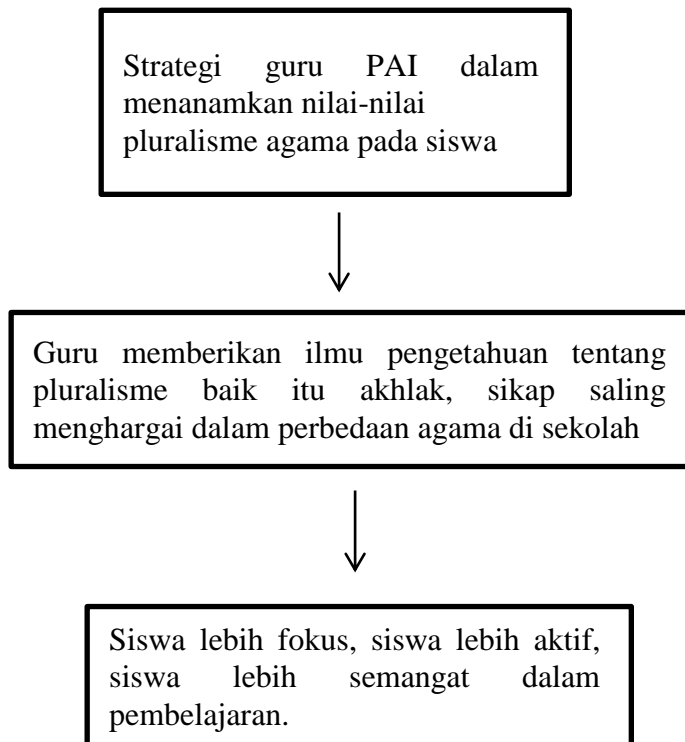 Strategi guru PAI dalam
menanamkan nilai-nilai
pluralisme agama pada siswa
Guru memberikan ilmu pengetahuan tentang
pluralisme baik itu akhlak, sikap saling
menghargai dalam perbedaan agama di sekolah
Siswa lebih fokus, siswa lebih aktif,
siswa lebih semangat dalam
pembelajaran.